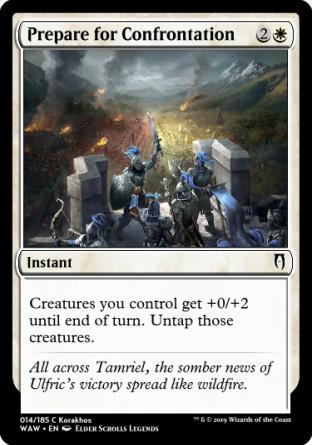 Prepare for Confrontation 2
Instant
Creatures you control get +0/+2
until end of turn. Untap those
creatures.
All across Tamriel, the somber news of
Ulfric's victory spread like wildfire.
014/185 C Korakhos
WAW • EN ELDER SCROLLS LEGENDS
™ & © 2019 Wizards of the Coast